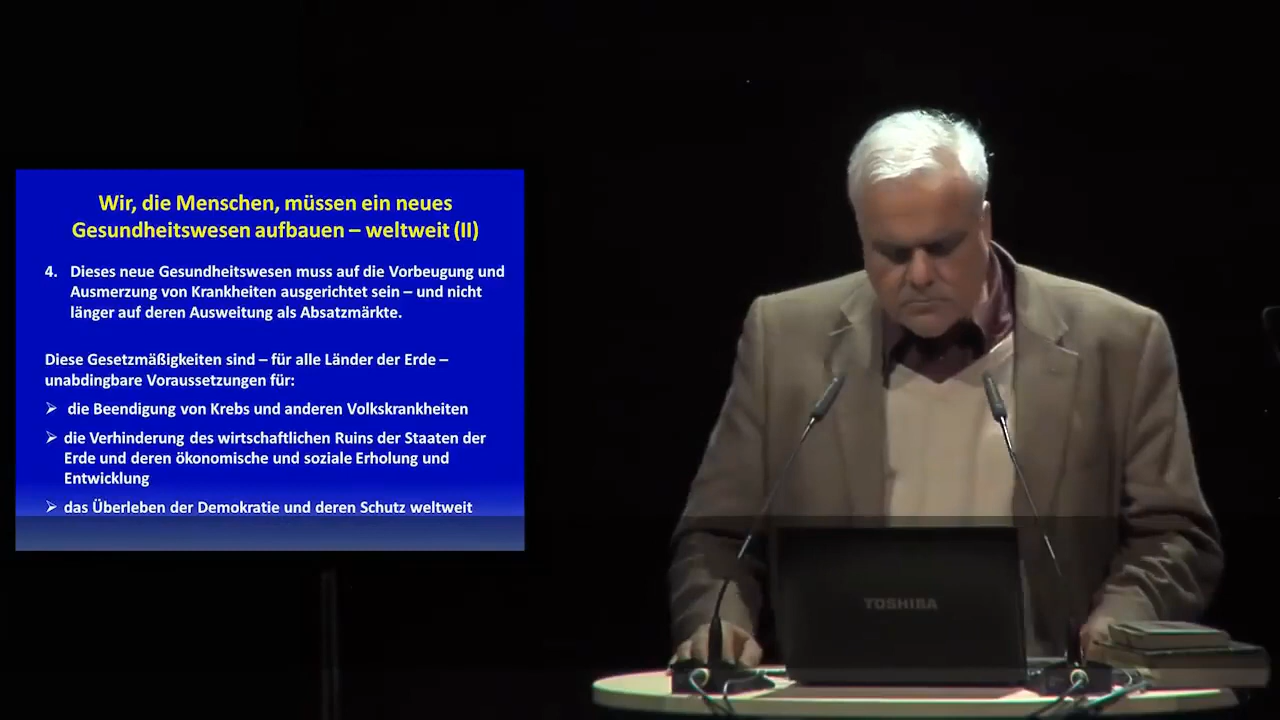 Wir, die Menschen, müssen ein neues
Gesundheitswesen aufbauen – weltweit (II)
4. Dieses neue Gesundheitswesen muss auf die Vorbeugung und
Ausmerzung von Krankheiten ausgerichtet sein – und nicht
länger auf deren Ausweitung als Absatzmärkte.
Diese Gesetzmäßigkeiten sind – für alle Länder der Erde –
unabdingbare Voraussetzungen für:
➢ die Beendigung von Krebs und anderen Volkskrankheiten
➢ die Verhinderung des wirtschaftlichen Ruins der Staaten der
Erde und deren ökonomische und soziale Erholung und
Entwicklung
➢ das Überleben der Demokratie und deren Schutz weltweit
TOSHIBA